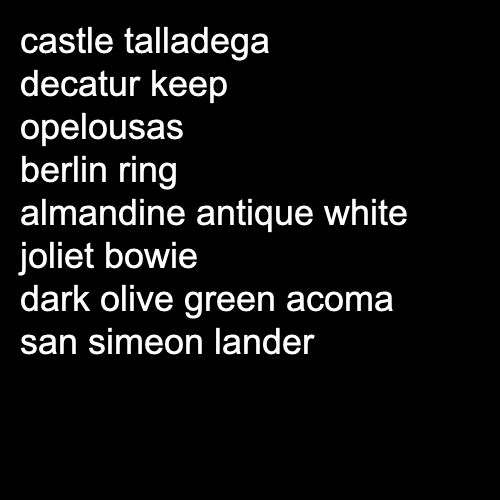 castle talladega
decatur keep
opelousas
berlin ring
almandine antique white
joliet bowie
dark olive green acoma
san simeon lander